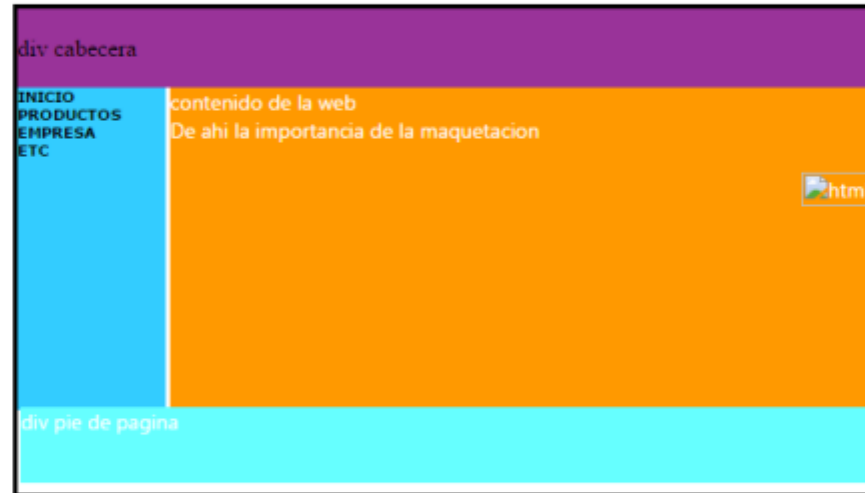 div cabecera
INICIO
PRODUCTOS
EMPRESA
ETC
contenido de la web
De ahi la importancia de la maquetacion
htm
div pie de pagina